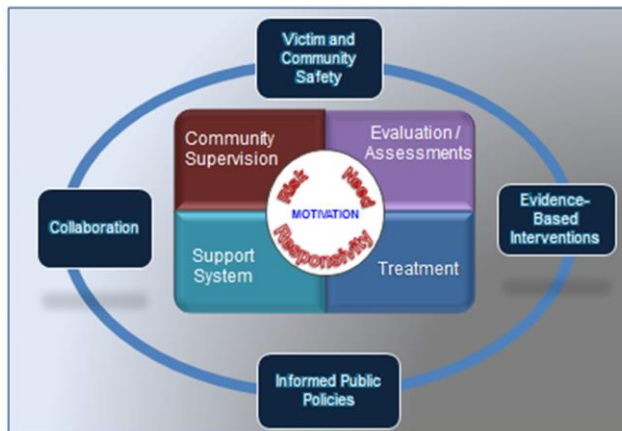 Victim and
Community
Safety
Community
Supervision
Evaluation /
Assessments
Risk
Need
MOTIVATION
Responsivity
Collaboration
Evidence-
Based
Interventions
Support
System
Treatment
Informed Public
Policies